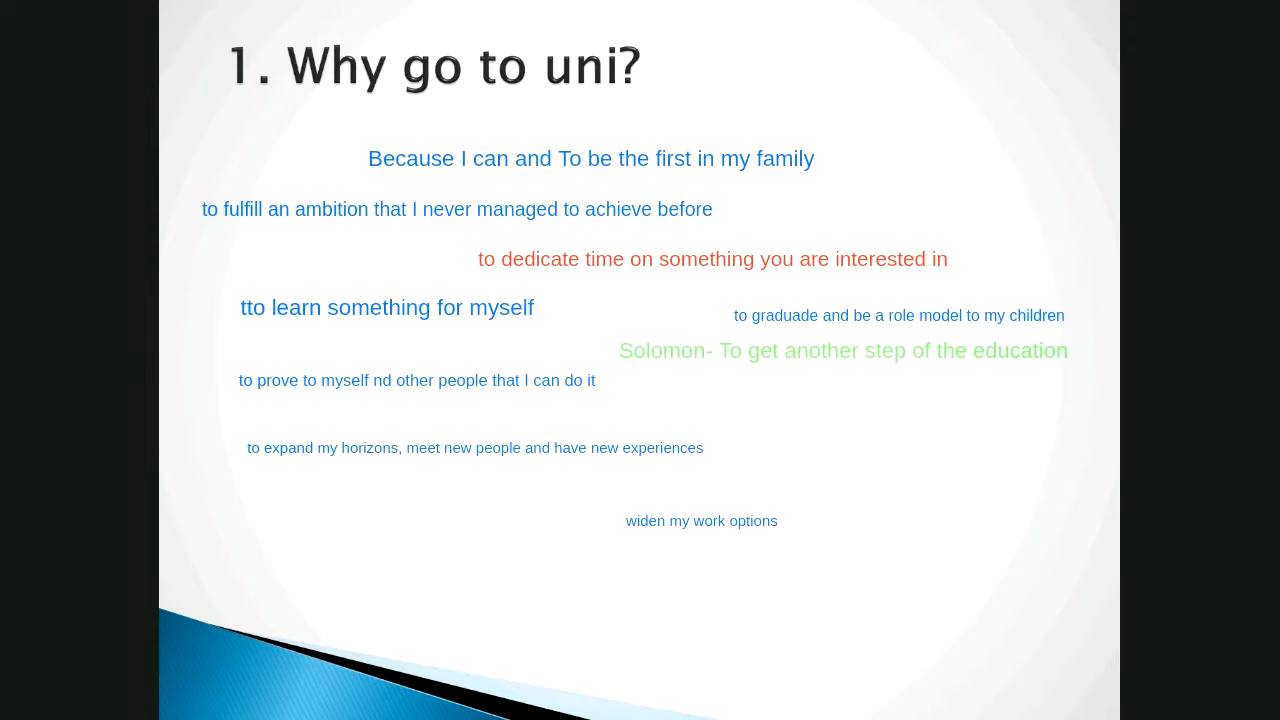 1. Why go to uni?
Because I can and To be the first in my family
to fulfill an ambition that I never managed to achieve before
to dedicate time on something you are interested in
tto learn something for myself
to graduade and be a role model to my children
Solomon- To get another step of the education
to prove to myself nd other people that I can do it
to expand my horizons, meet new people and have new experiences
widen my work options